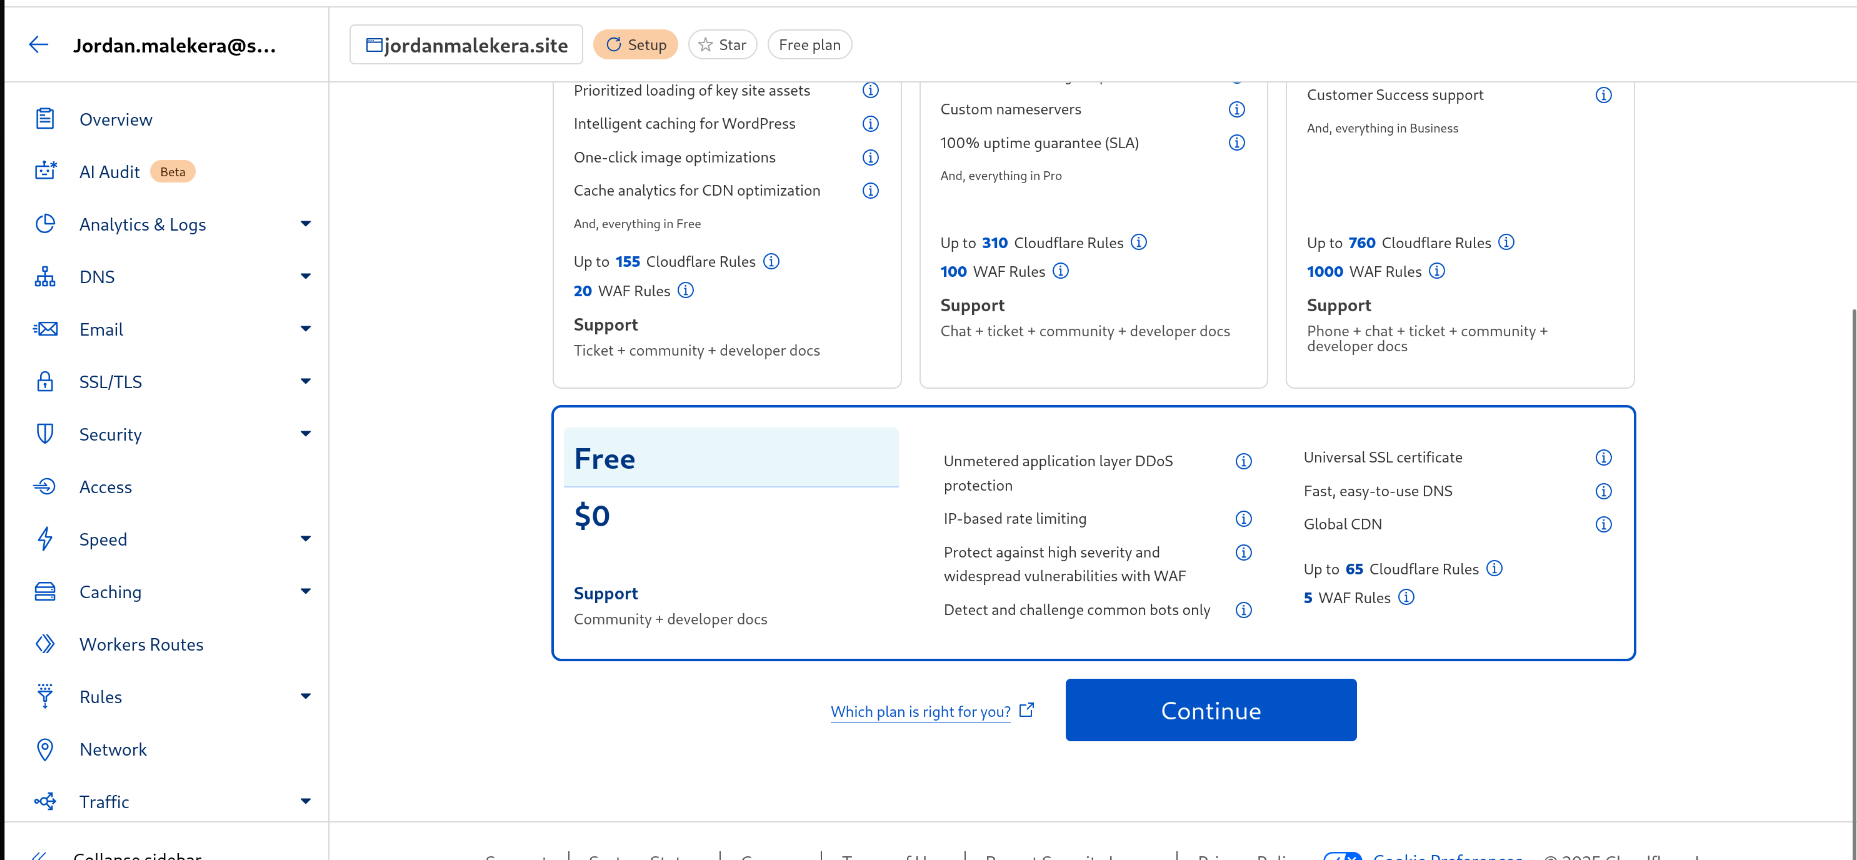 Jordan.malekera@s...
jordanmalekera.site
Setup
Star
Free plan
Overview
AI Audit Beta
Analytics & Logs
DNS
Email
SSL/TLS
Security
Access
Speed
Caching
Workers Routes
Rules
Network
Traffic
Collapse sidebar
Prioritized loading of key site assets
Intelligent caching for WordPress
One-click image optimizations
Cache analytics for CDN optimization
And, everything in Free
Up to 155 Cloudflare Rules
20 WAF Rules
Support
Ticket + community + developer docs
Custom nameservers
100% uptime guarantee (SLA)
And, everything in Pro
Up to 310 Cloudflare Rules
100 WAF Rules
Support
Chat + ticket + community + developer docs
Customer Success support
And, everything in Business
Up to 760 Cloudflare Rules
1000 WAF Rules
Support
Phone + chat + ticket + community +
developer docs
Free
$0
Support
Community + developer docs
Unmetered application layer DDoS
protection
IP-based rate limiting
Protect against high severity and
widespread vulnerabilities with WAF
Detect and challenge common bots only
Universal SSL certificate
Fast, easy-to-use DNS
Global CDN
Up to 65 Cloudflare Rules
5 WAF Rules
Which plan is right for you?
Continue
Cookie Preferences